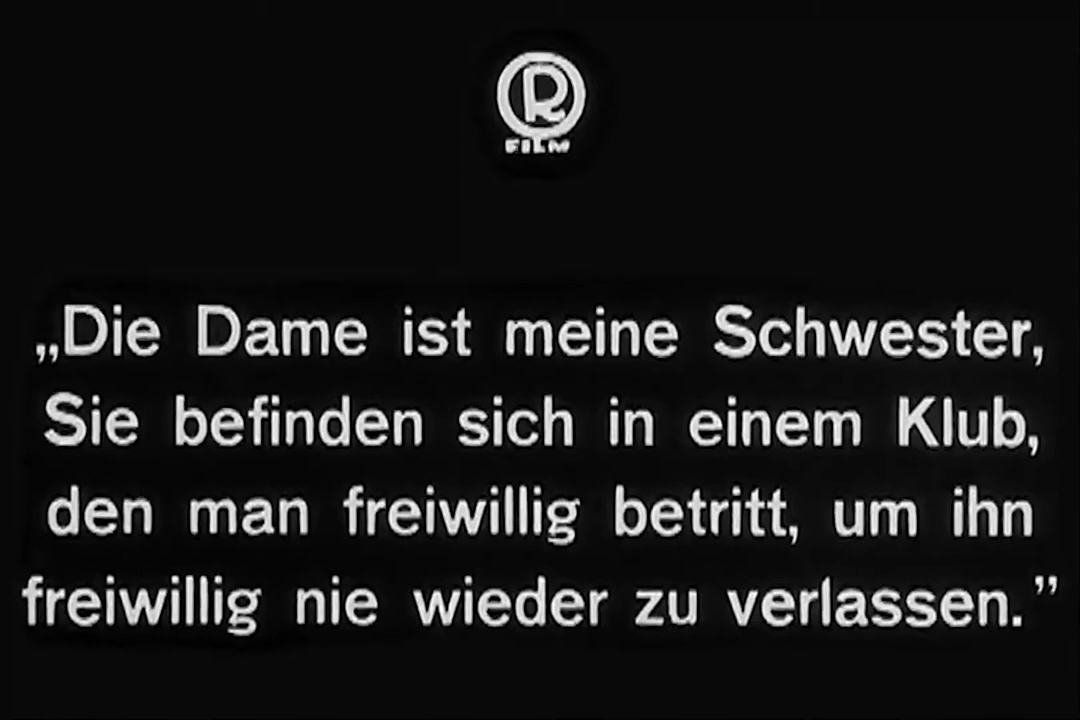 R
FILM
„Die Dame ist meine Schwester,
Sie befinden sich in einem Klub,
den man freiwillig betritt, um ihn
freiwillig nie wieder zu verlassen.”